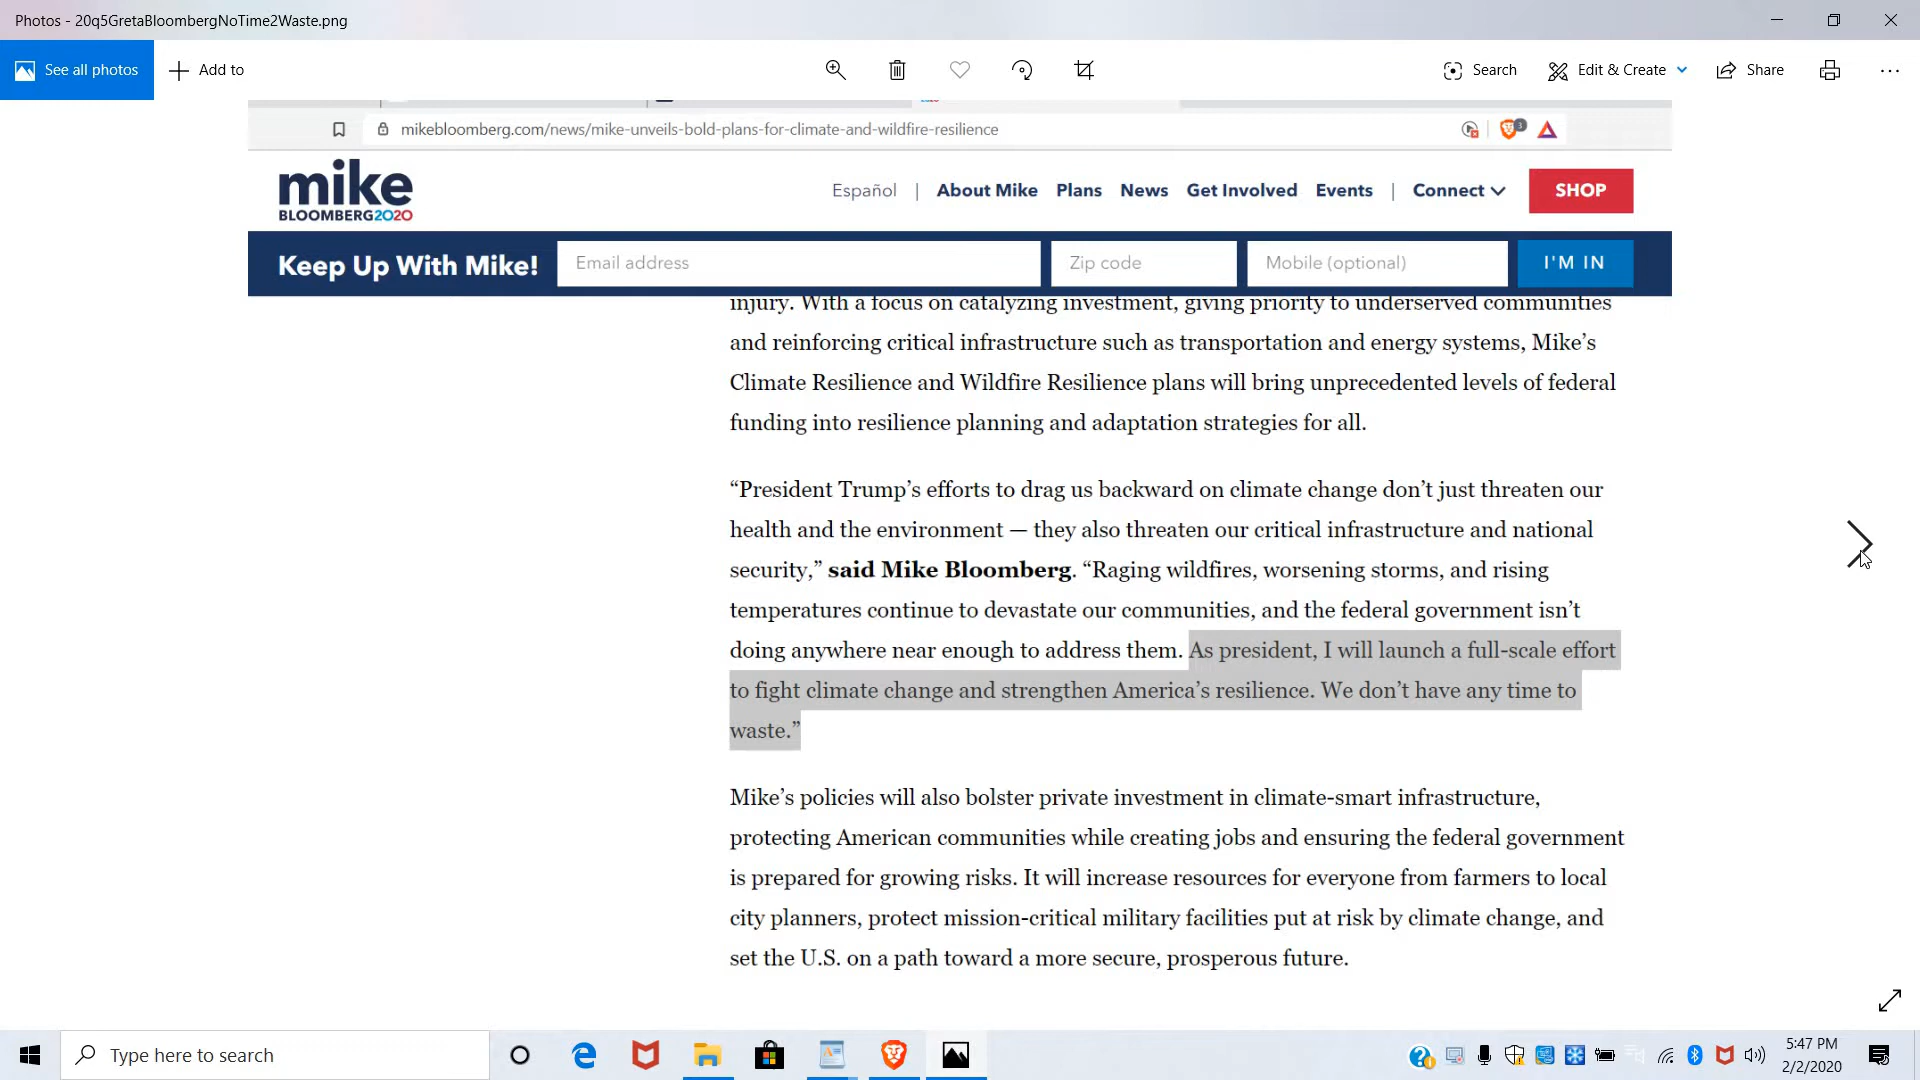 Photos - 20q5GretaBloombergNoTime2Waste.png
See all photos
Add to
Search
Edit & Create
Share
mikebloomberg.com/news/mike-unveils-bold-plans-for-climate-and-wildfire-resilience
3
mike
BLOOMBERG2020
Español | About Mike Plans News Get Involved Events | Connect
SHOP
Keep Up With Mike!
Email address
Zip code
Mobile (optional)
I'M IN
injury. With a focus on catalyzing investment, giving priority to underserved communities
and reinforcing critical infrastructure such as transportation and energy systems, Mike’s
Climate Resilience and Wildfire Resilience plans will bring unprecedented levels of federal
funding into resilience planning and adaptation strategies for all.
“President Trump’s efforts to drag us backward on climate change don’t just threaten our
health and the environment — they also threaten our critical infrastructure and national
security,” said Mike Bloomberg. “Raging wildfires, worsening storms, and rising
temperatures continue to devastate our communities, and the federal government isn’t
doing anywhere near enough to address them. As president, I will launch a full-scale effort
to fight climate change and strengthen America’s resilience. We don’t have any time to
waste.”
Mike’s policies will also bolster private investment in climate-smart infrastructure,
protecting American communities while creating jobs and ensuring the federal government
is prepared for growing risks. It will increase resources for everyone from farmers to local
city planners, protect mission-critical military facilities put at risk by climate change, and
set the U.S. on a path toward a more secure, prosperous future.
Type here to search
5:47 PM
2/2/2020